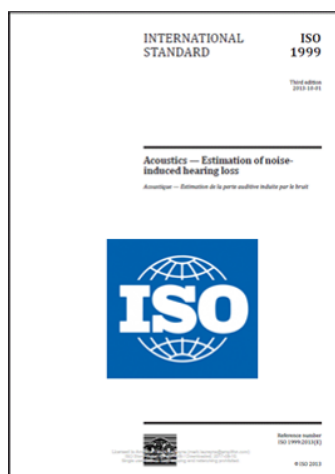 INTERNATIONAL ISO
STANDARD 1999
Third edition
2013-10-01
Acoustics — Estimation of noise-
induced hearing loss
Acoustique — Estimation de la perte auditive induite par le bruit
ISO
Reference number
ISO 1999:2013(E)
© ISO 2013